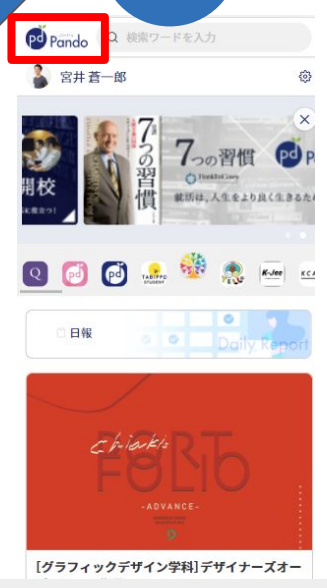 pd Pando
検索ワードを入力
宮井 蒼一郎
開校
7つの習慣
7つの習慣
pd
FranklinCovey
就活は、人生をより良く生きるた
Q
pd
pd
TABIPPO
STUDENT
K-Jee
KCA
日報
Daily Report
PORT
FOLIO
-ADVANCE-
[グラフィックデザイン学科]デザイナーズオー